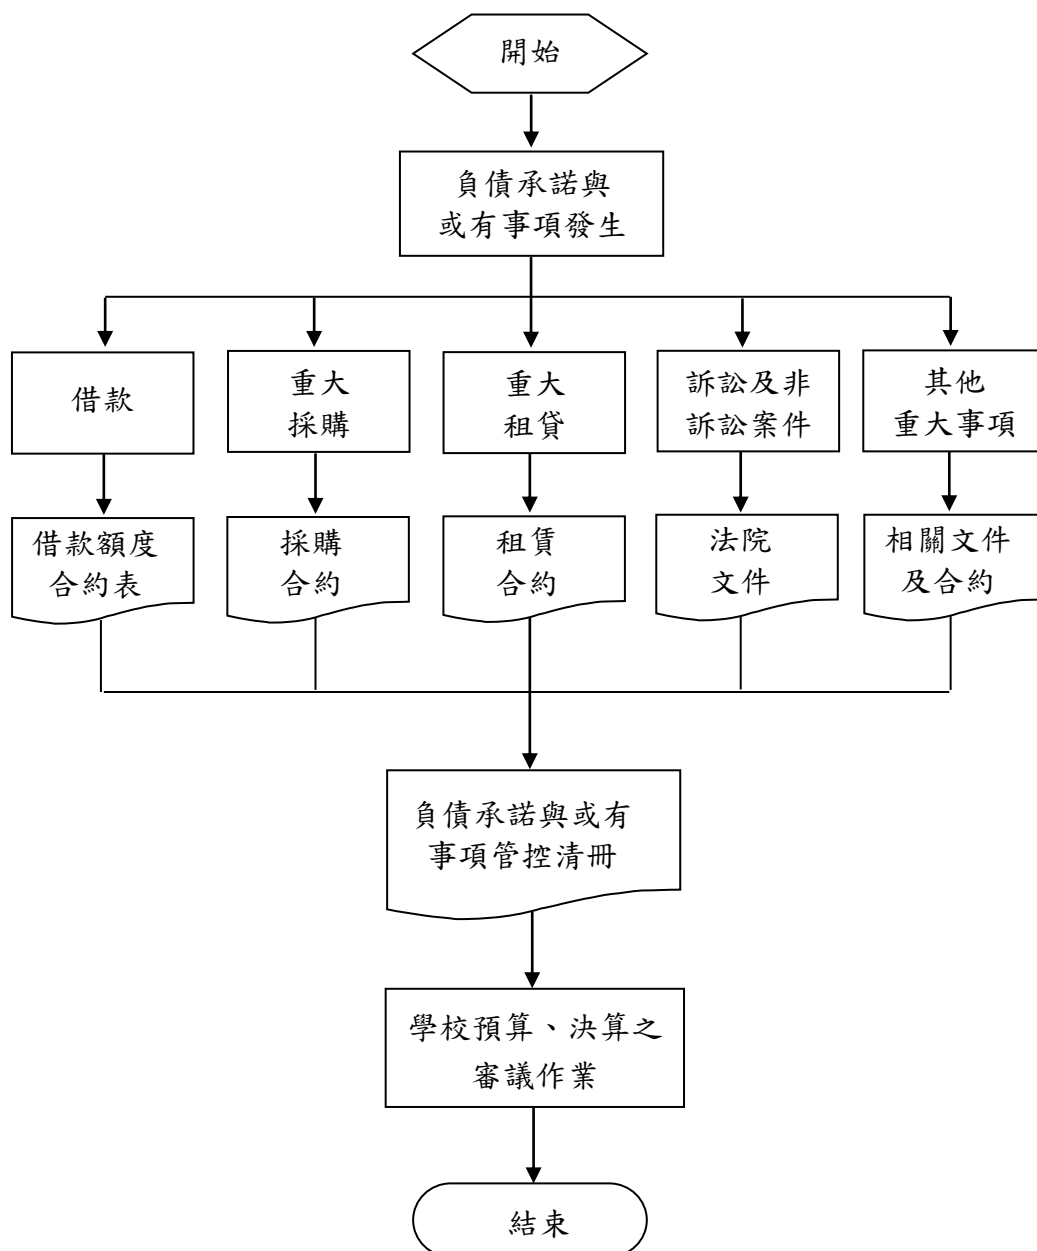 開始
負債承諾與
或有事項發生
借款
重大
採購
重大
租貸
訴訟及非
訴訟案件
其他
重大事項
借款額度
合約表
採購
合約
租賃
合約
法院
文件
相關文件
及合約
負債承諾與或有
事項管控清冊
學校預算、決算之
審議作業
結束